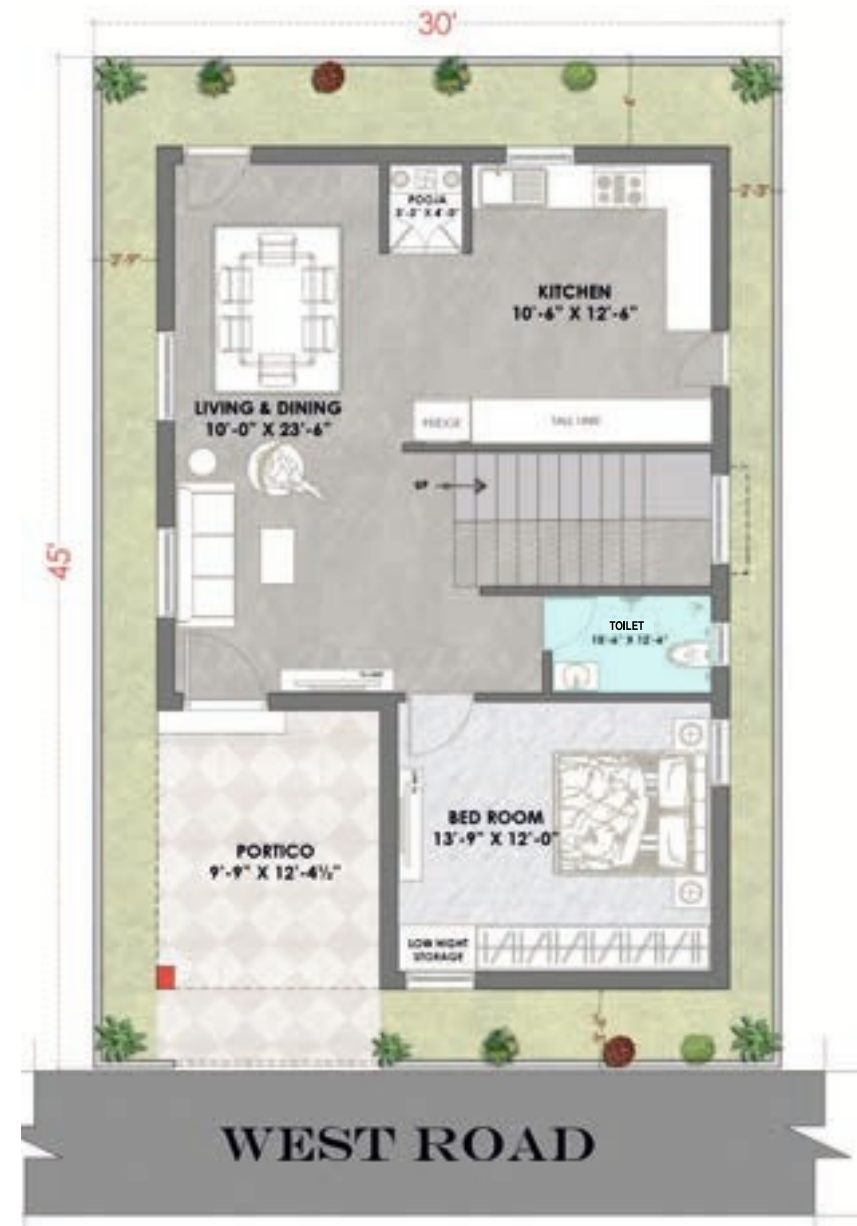 30'
2'-3"
POOJA
2'-9"
KITCHEN
10'-6" X 12'-6"
LIVING & DINING
10'-0" X 23'-6"
FRIDGE
TALL UNIT
UP
45'
TOILET
BED ROOM
13'-9" X 12'-0"
PORTICO
9'-9" X 12'-4½"
LOW HIGHT
STORAGE
WEST ROAD